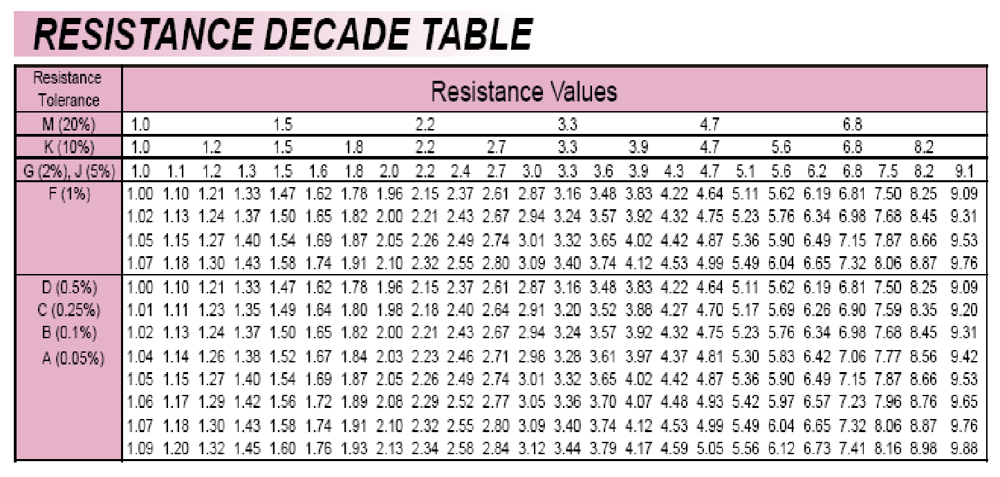 RESISTANCE DECADE TABLE
Resistance Tolerance Resistance Values
M (20%) 1.0 1.5 2.2 3.3 4.7 6.8
K (10%) 1.0 1.2 1.5 1.8 2.2 2.7 3.3 3.9 4.7 5.6 6.8 8.2
G (2%), J (5%) 1.0 1.1 1.2 1.3 1.5 1.6 1.8 2.0 2.2 2.4 2.7 3.0 3.3 3.6 3.9 4.3 4.7 5.1 5.6 6.2 6.8 7.5 8.2 9.1
F (1%) 1.00 1.10 1.21 1.33 1.47 1.62 1.78 1.96 2.15 2.37 2.61 2.87 3.16 3.48 3.83 4.22 4.64 5.11 5.62 6.19 6.81 7.50 8.25 9.09
1.02 1.13 1.24 1.37 1.50 1.65 1.82 2.00 2.21 2.43 2.67 2.94 3.24 3.57 3.92 4.32 4.75 5.23 5.76 6.34 6.98 7.68 8.45 9.31
1.05 1.15 1.27 1.40 1.54 1.69 1.87 2.05 2.26 2.49 2.74 3.01 3.32 3.65 4.02 4.42 4.87 5.36 5.90 6.49 7.15 7.87 8.66 9.53
1.07 1.18 1.30 1.43 1.58 1.74 1.91 2.10 2.32 2.55 2.80 3.09 3.40 3.74 4.12 4.53 4.99 5.49 6.04 6.65 7.32 8.06 8.87 9.76
D (0.5%) 1.00 1.10 1.21 1.33 1.47 1.62 1.78 1.96 2.15 2.37 2.61 2.87 3.16 3.48 3.83 4.22 4.64 5.11 5.62 6.19 6.81 7.50 8.25 9.09
C (0.25%) 1.01 1.11 1.23 1.35 1.49 1.64 1.80 1.98 2.18 2.40 2.64 2.91 3.20 3.52 3.88 4.27 4.70 5.17 5.69 6.26 6.90 7.59 8.35 9.20
B (0.1%) 1.02 1.13 1.24 1.37 1.50 1.65 1.82 2.00 2.21 2.43 2.67 2.94 3.24 3.57 3.92 4.32 4.75 5.23 5.76 6.34 6.98 7.68 8.45 9.31
A (0.05%) 1.04 1.14 1.26 1.38 1.52 1.67 1.84 2.03 2.23 2.46 2.71 2.98 3.28 3.61 3.97 4.37 4.81 5.30 5.83 6.42 7.06 7.77 8.56 9.42
1.05 1.15 1.27 1.40 1.54 1.69 1.87 2.05 2.26 2.49 2.74 3.01 3.32 3.65 4.02 4.42 4.87 5.36 5.90 6.49 7.15 7.87 8.66 9.53
1.06 1.17 1.29 1.42 1.56 1.72 1.89 2.08 2.29 2.52 2.77 3.05 3.36 3.70 4.07 4.48 4.93 5.42 5.97 6.57 7.23 7.96 8.76 9.65
1.07 1.18 1.30 1.43 1.58 1.74 1.91 2.10 2.32 2.55 2.80 3.09 3.40 3.74 4.12 4.53 4.99 5.49 6.04 6.65 7.32 8.06 8.87 9.76
1.09 1.20 1.32 1.45 1.60 1.76 1.93 2.13 2.34 2.58 2.84 3.12 3.44 3.79 4.17 4.59 5.05 5.56 6.12 6.73 7.41 8.16 8.98 9.88